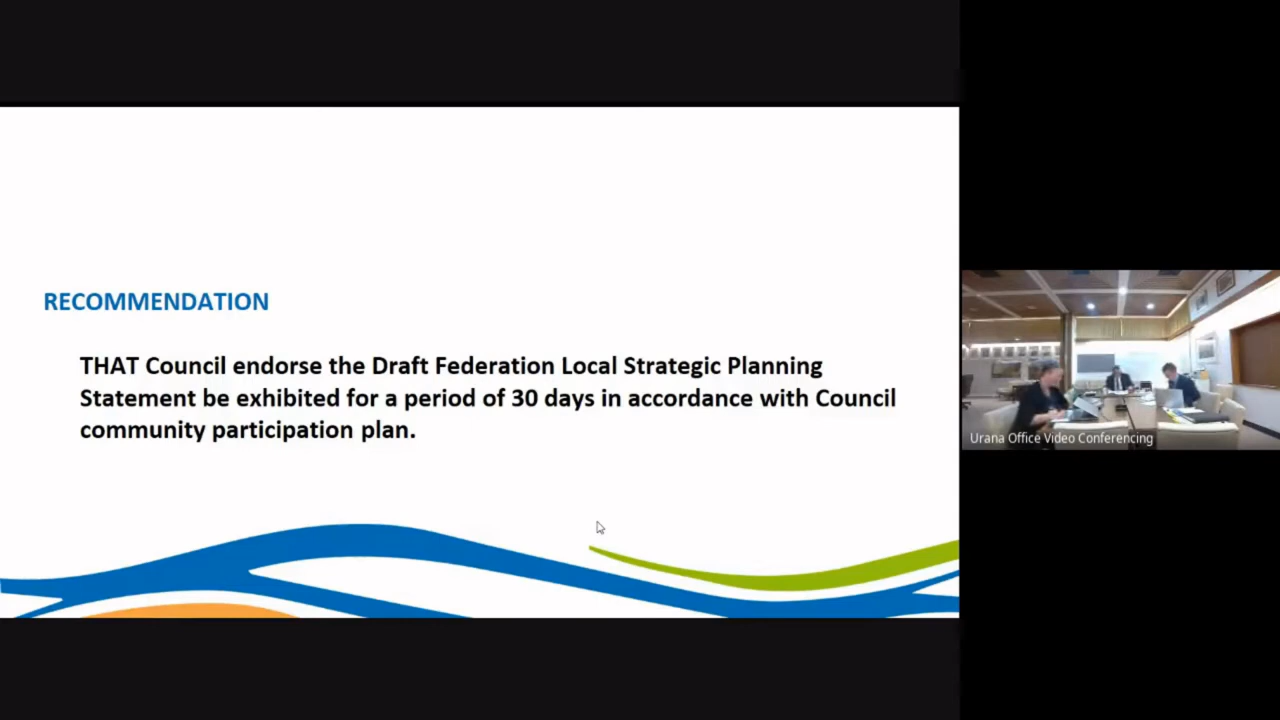 RECOMMENDATION
THAT Council endorse the Draft Federation Local Strategic Planning
Statement be exhibited for a period of 30 days in accordance with Council
community participation plan.
Urana Office Video Conferencing